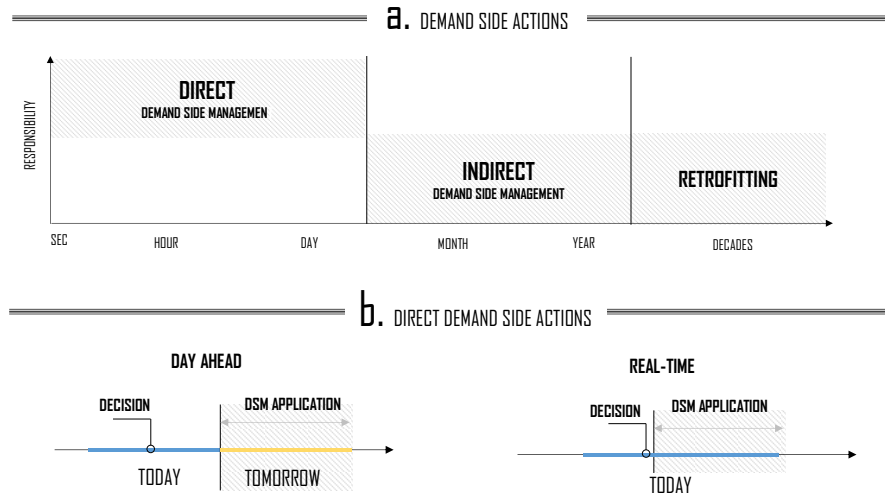 a. DEMAND SIDE ACTIONS
RESPONSIBILITY
DIRECT
DEMAND SIDE MANAGEMEN
INDIRECT
DEMAND SIDE MANAGEMENT
RETROFITTING
SEC HOUR DAY MONTH YEAR DECADES
b. DIRECT DEMAND SIDE ACTIONS
DAY AHEAD
DECISION
DSM APPLICATION
TODAY
TOMORROW
REAL-TIME
DECISION
DSM APPLICATION
TODAY